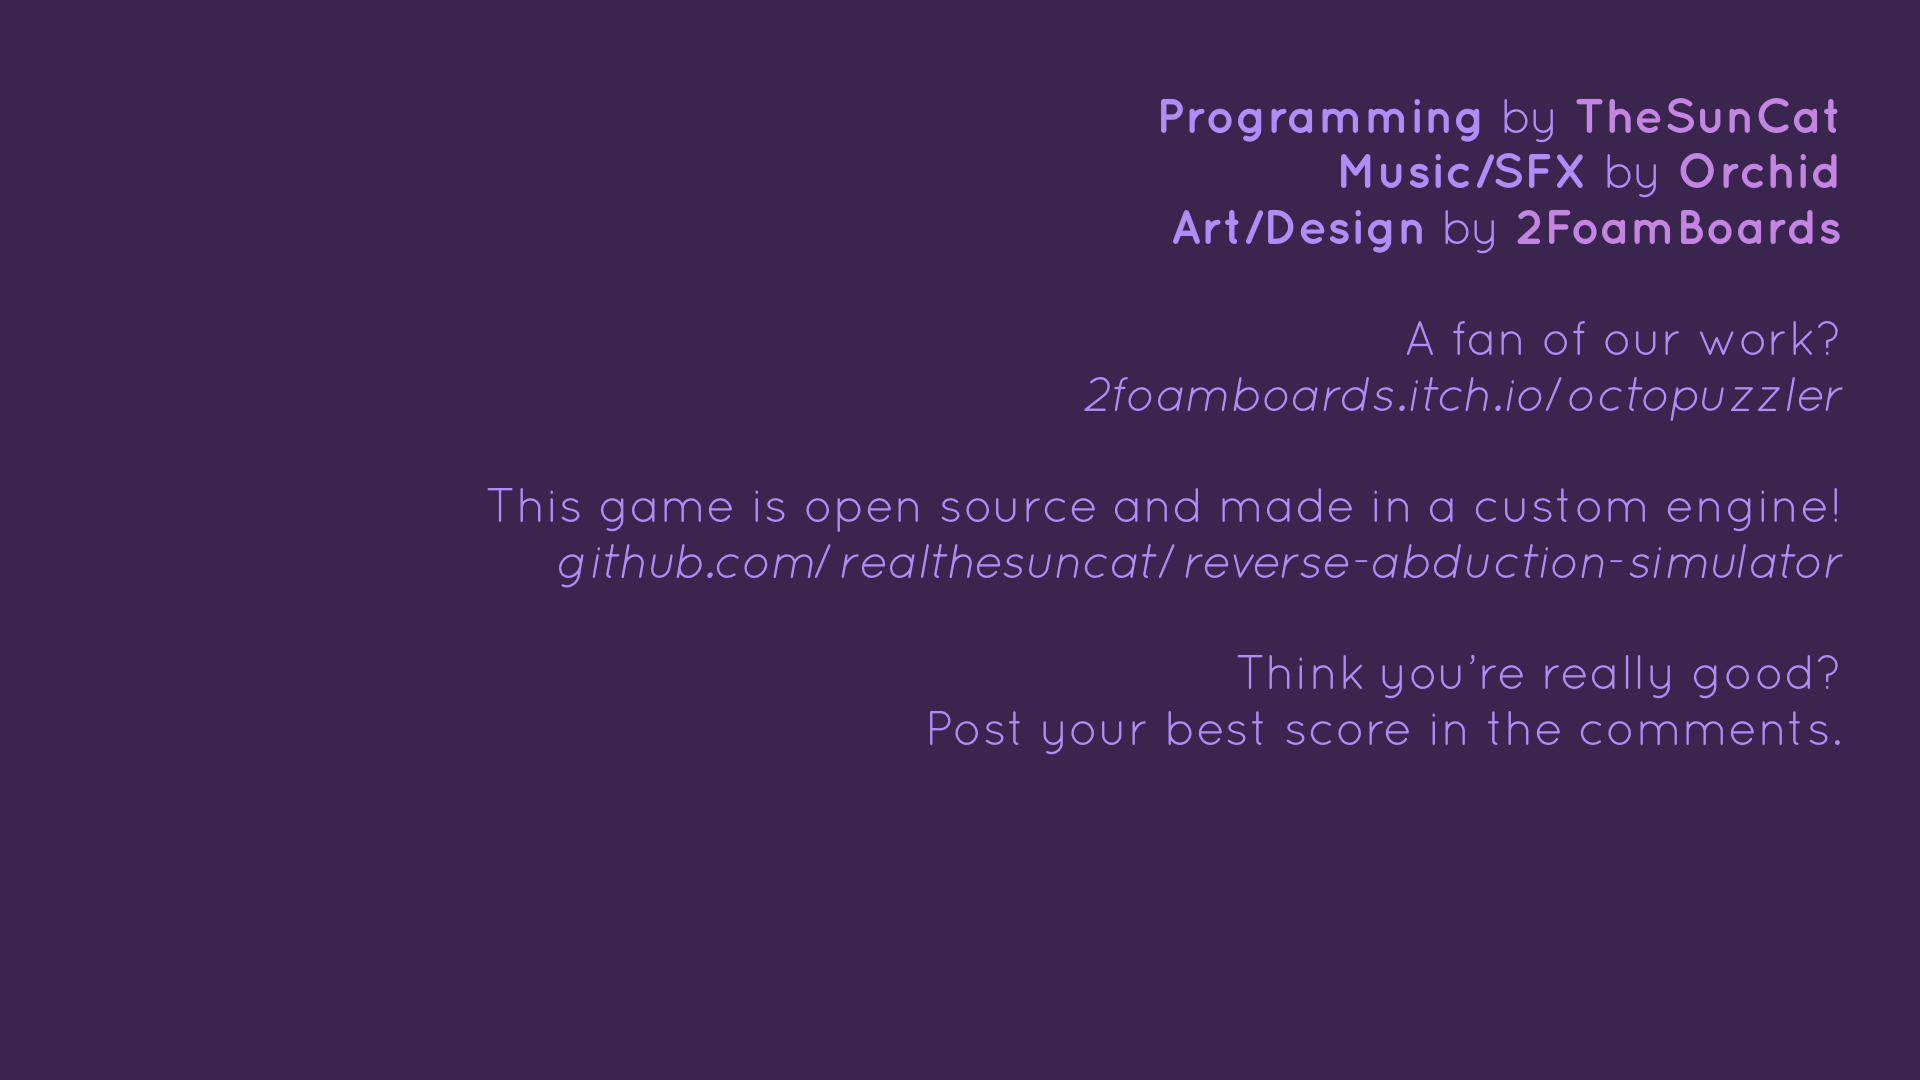 Programming by TheSunCat
Music/SFX by Orchid
Art/Design by 2FoamBoards
A fan of our work?
2foamboards.itch.io/octopuzzler
This game is open source and made in a custom engine!
github.com/realthesuncat/reverse-abduction-simulator
Think you’re really good?
Post your best score in the comments.